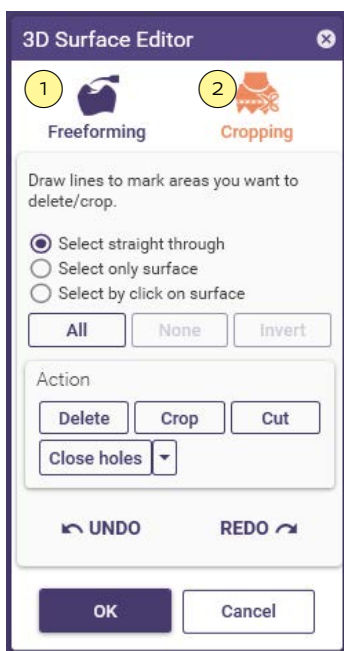 3D Surface Editor
1
2
Freeforming
Cropping
Draw lines to mark areas you want to
delete/crop.
Select straight through
Select only surface
Select by click on surface
All None Invert
Action
Delete Crop Cut
Close holes
UNDO REDO
OK Cancel